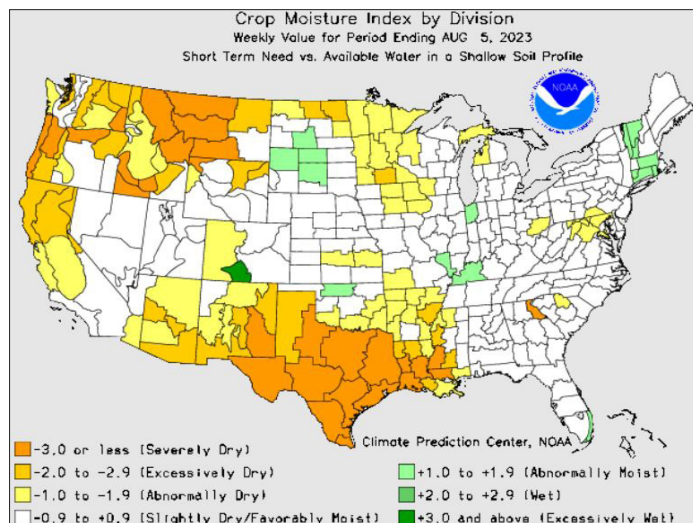 Crop Moisture Index by Division
Weekly Value for Period Ending AUG 5, 2023
Short Term Need vs. Available Water in a Shallow Soil Profile
NOAA
Climate Prediction Center, NOAA
-3.0 or less (Severely Dry)
-2.0 to -2.9 (Excessively Dry)
-1.0 to -1.9 (Abnormally Dry)
-0.9 to +0.9 (Slightly Dry/Favorably Moist)
+1.0 to +1.9 (Abnormally Moist)
+2.0 to +2.9 (Wet)
+3.0 and above (Excessively Wet)